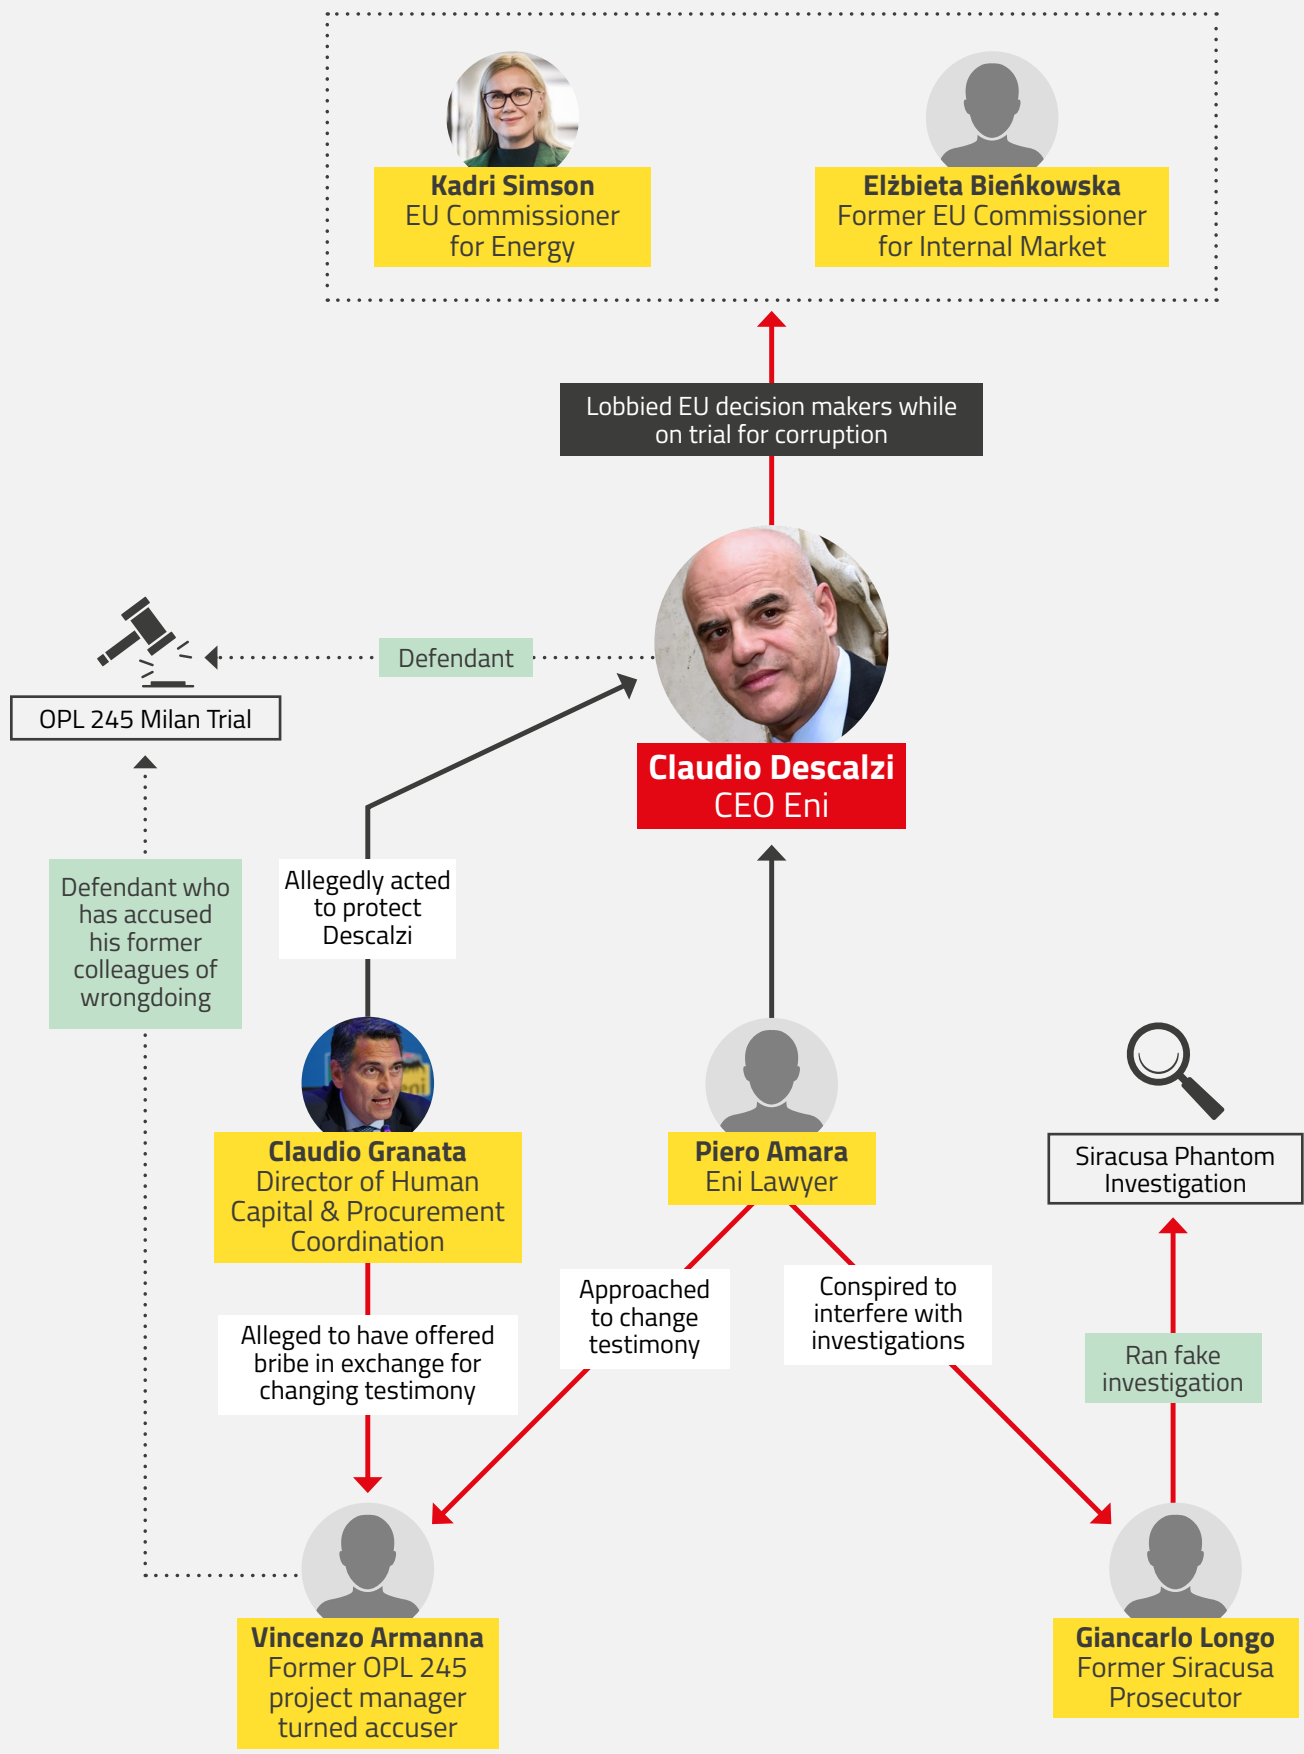 Kadri Simson
EU Commissioner
for Energy
Elżbieta Bieńkowska
Former EU Commissioner
for Internal Market
Lobbied EU decision makers while
on trial for corruption
Defendant
OPL 245 Milan Trial
Claudio Descalzi
CEO Eni
Defendant who
has accused
his former
colleagues of
wrongdoing
Allegedly acted
to protect
Descalzi
Claudio Granata
Director of Human
Capital & Procurement
Coordination
Piero Amara
Eni Lawyer
Siracusa Phantom
Investigation
Alleged to have offered
bribe in exchange for
changing testimony
Approached
to change
testimony
Conspired to
interfere with
investigations
Ran fake
investigation
Vincenzo Armanna
Former OPL 245
project manager
turned accuser
Giancarlo Longo
Former Siracusa
Prosecutor